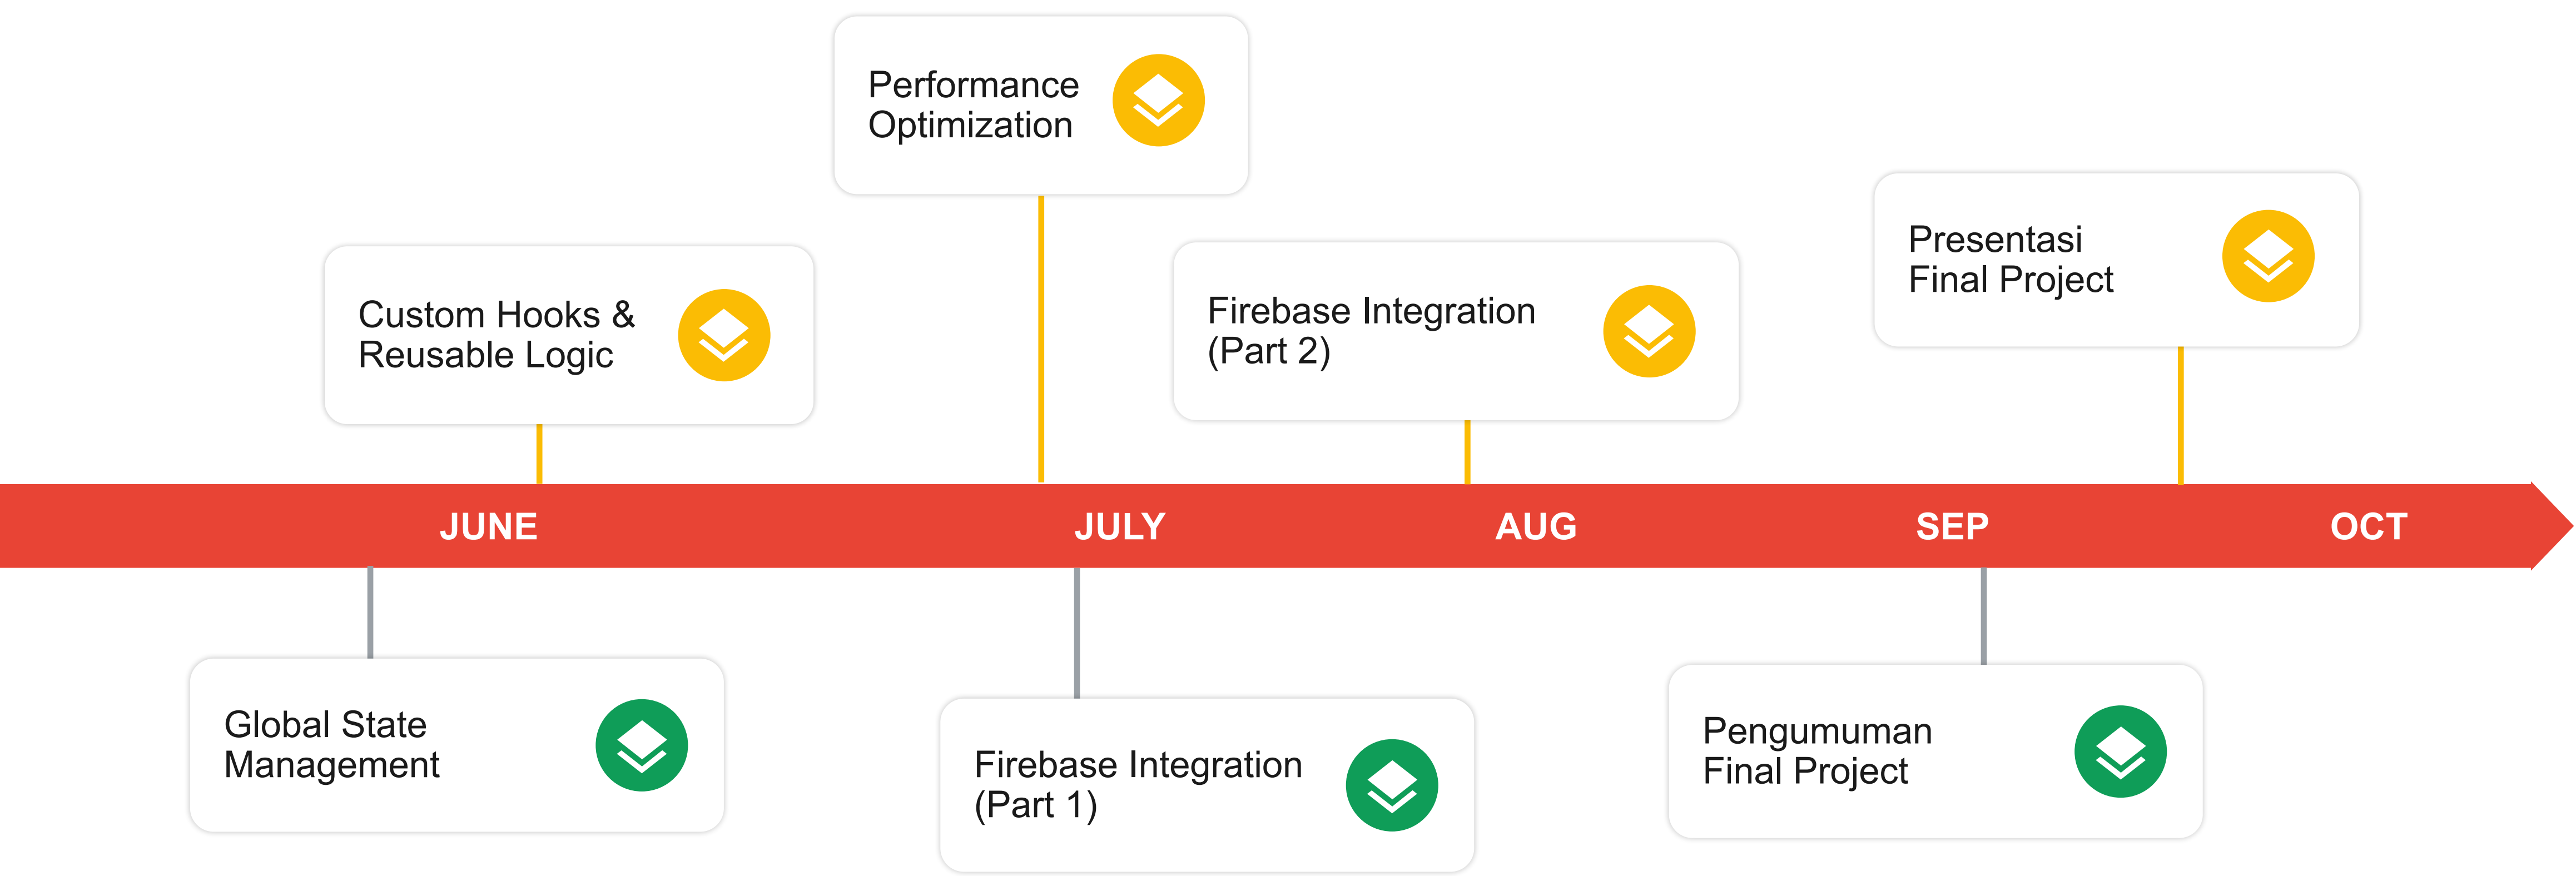 Performance
Optimization
Presentasi
Final Project
Custom Hooks &
Reusable Logic
Firebase Integration
(Part 2)
JUNE
JULY
AUG
SEP
OCT
Global State
Management
Firebase Integration
(Part 1)
Pengumuman
Final Project